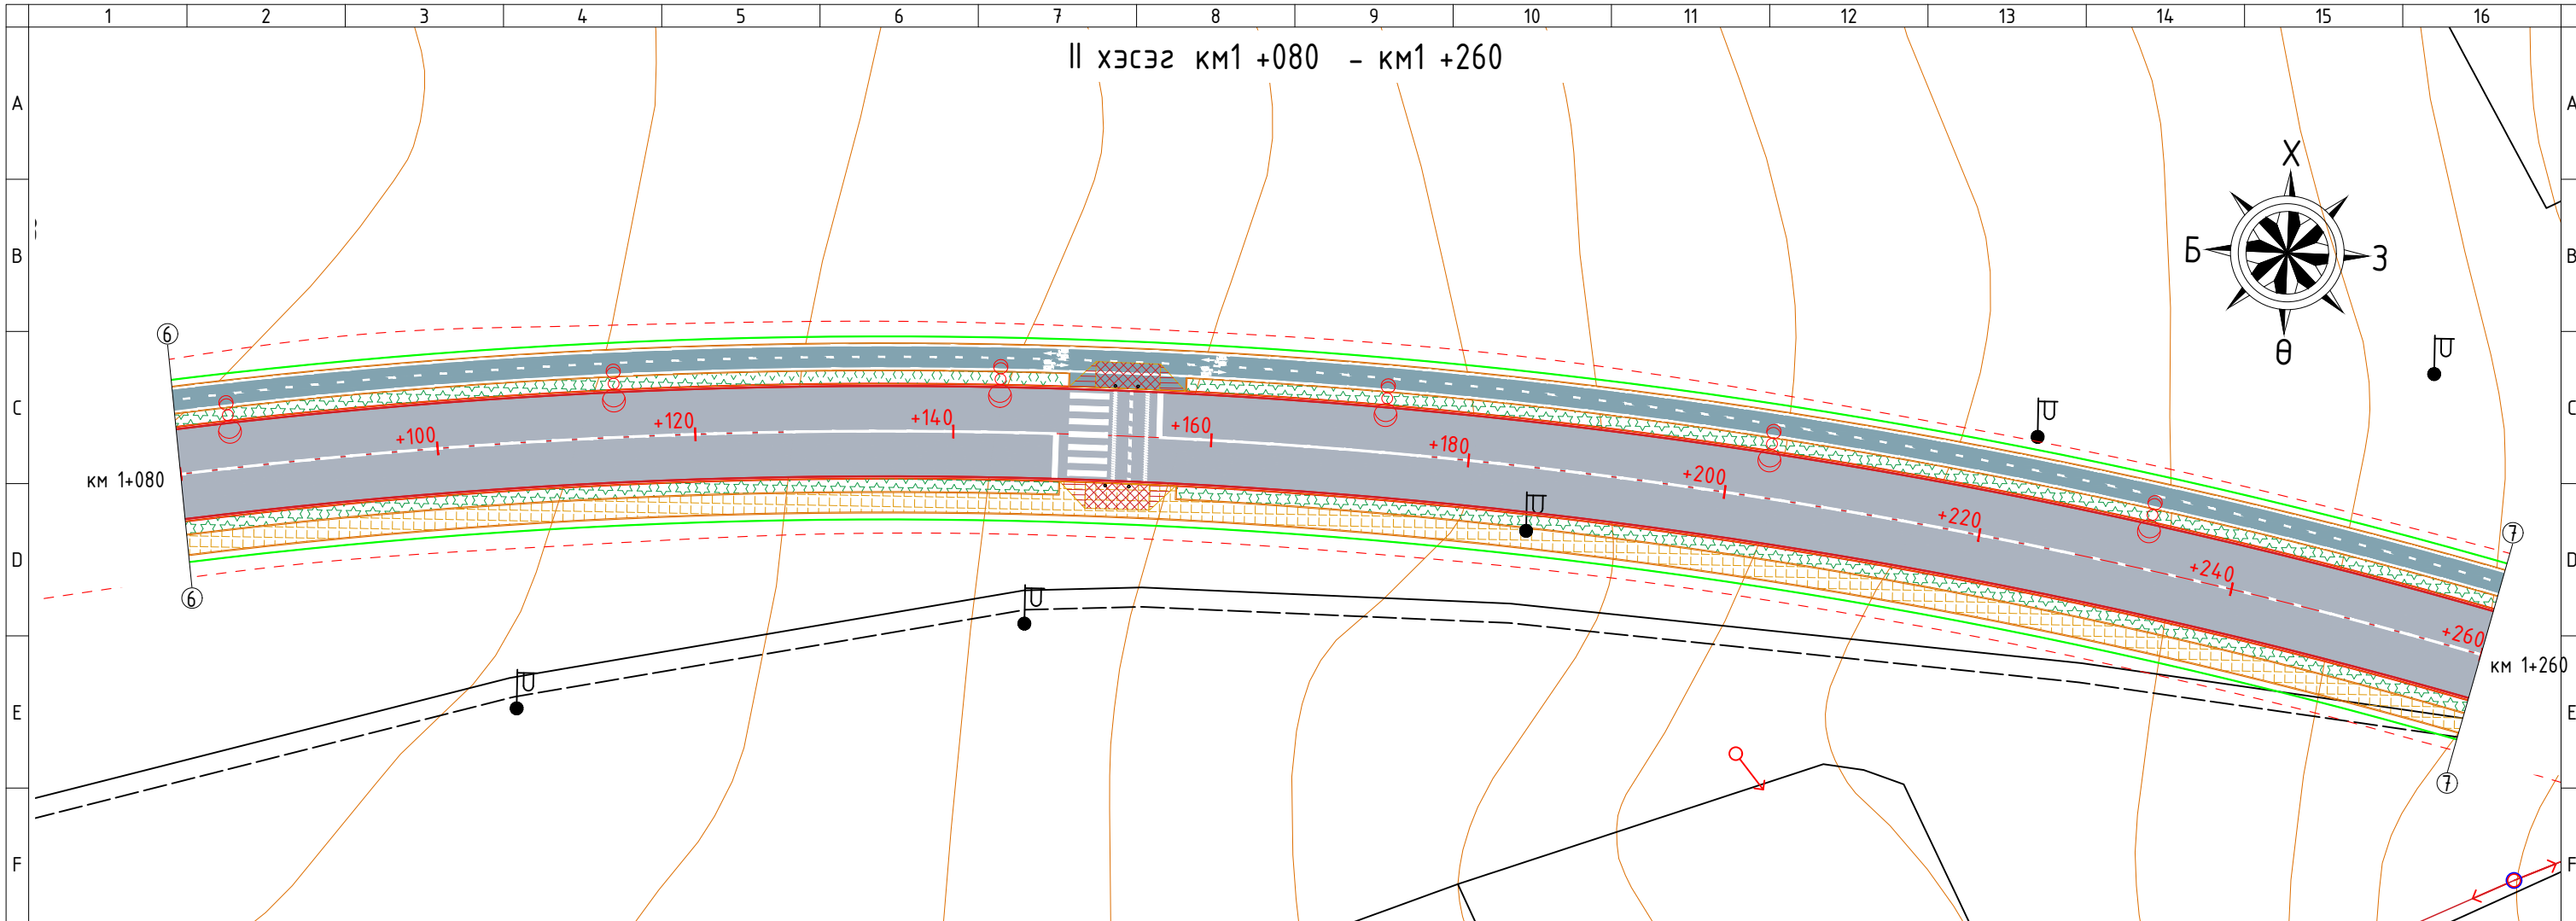 1 2 3 4 5 6 7 8 9 10 11 12 13 14 15 16
II хэсэг км1 +080 - км1 +260
A A
Х
B Б З B
Ө
6
C C
+100 +120 +140 +160 +180 +200 +220 +240 +260
км 1+080
7
D D
6
км 1+260
E E
7
F F